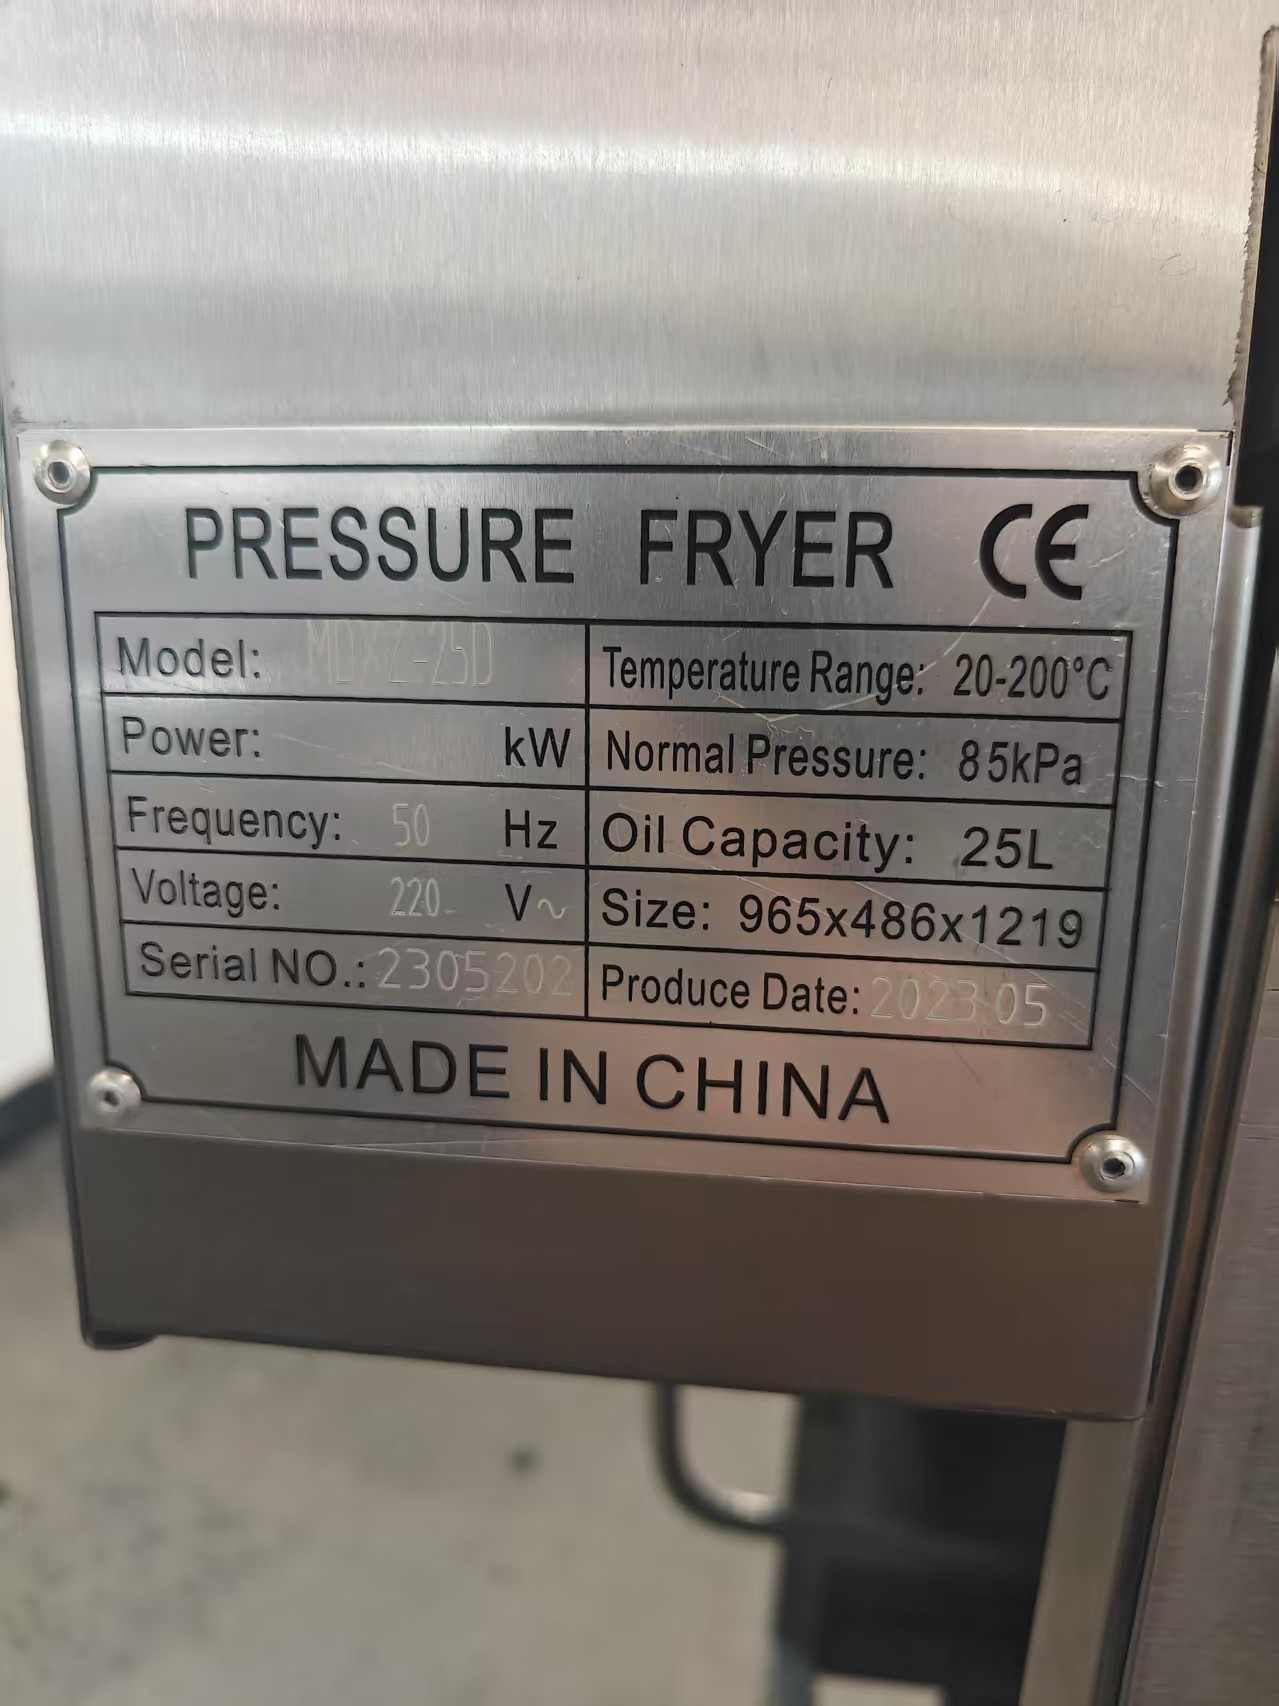 PRESSURE FRYER CE
Model: MDXZ-25D
Temperature Range: 20-200°C
Power: kW
Normal Pressure: 85kPa
Frequency: 50 Hz
Oil Capacity: 25L
Voltage: 220- V~
Size: 965x486x1219
Serial NO.: 2305202
Produce Date: 2023 05
MADE IN CHINA